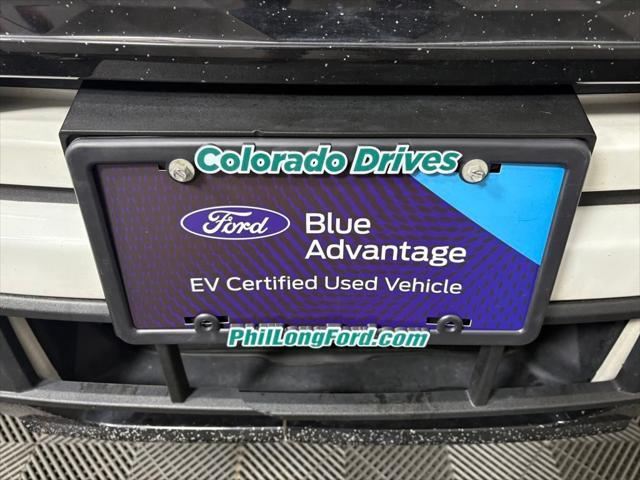 Colorado Drives
Ford
Blue
Advantage
EV Certified Used Vehicle
PhilLongFord.com